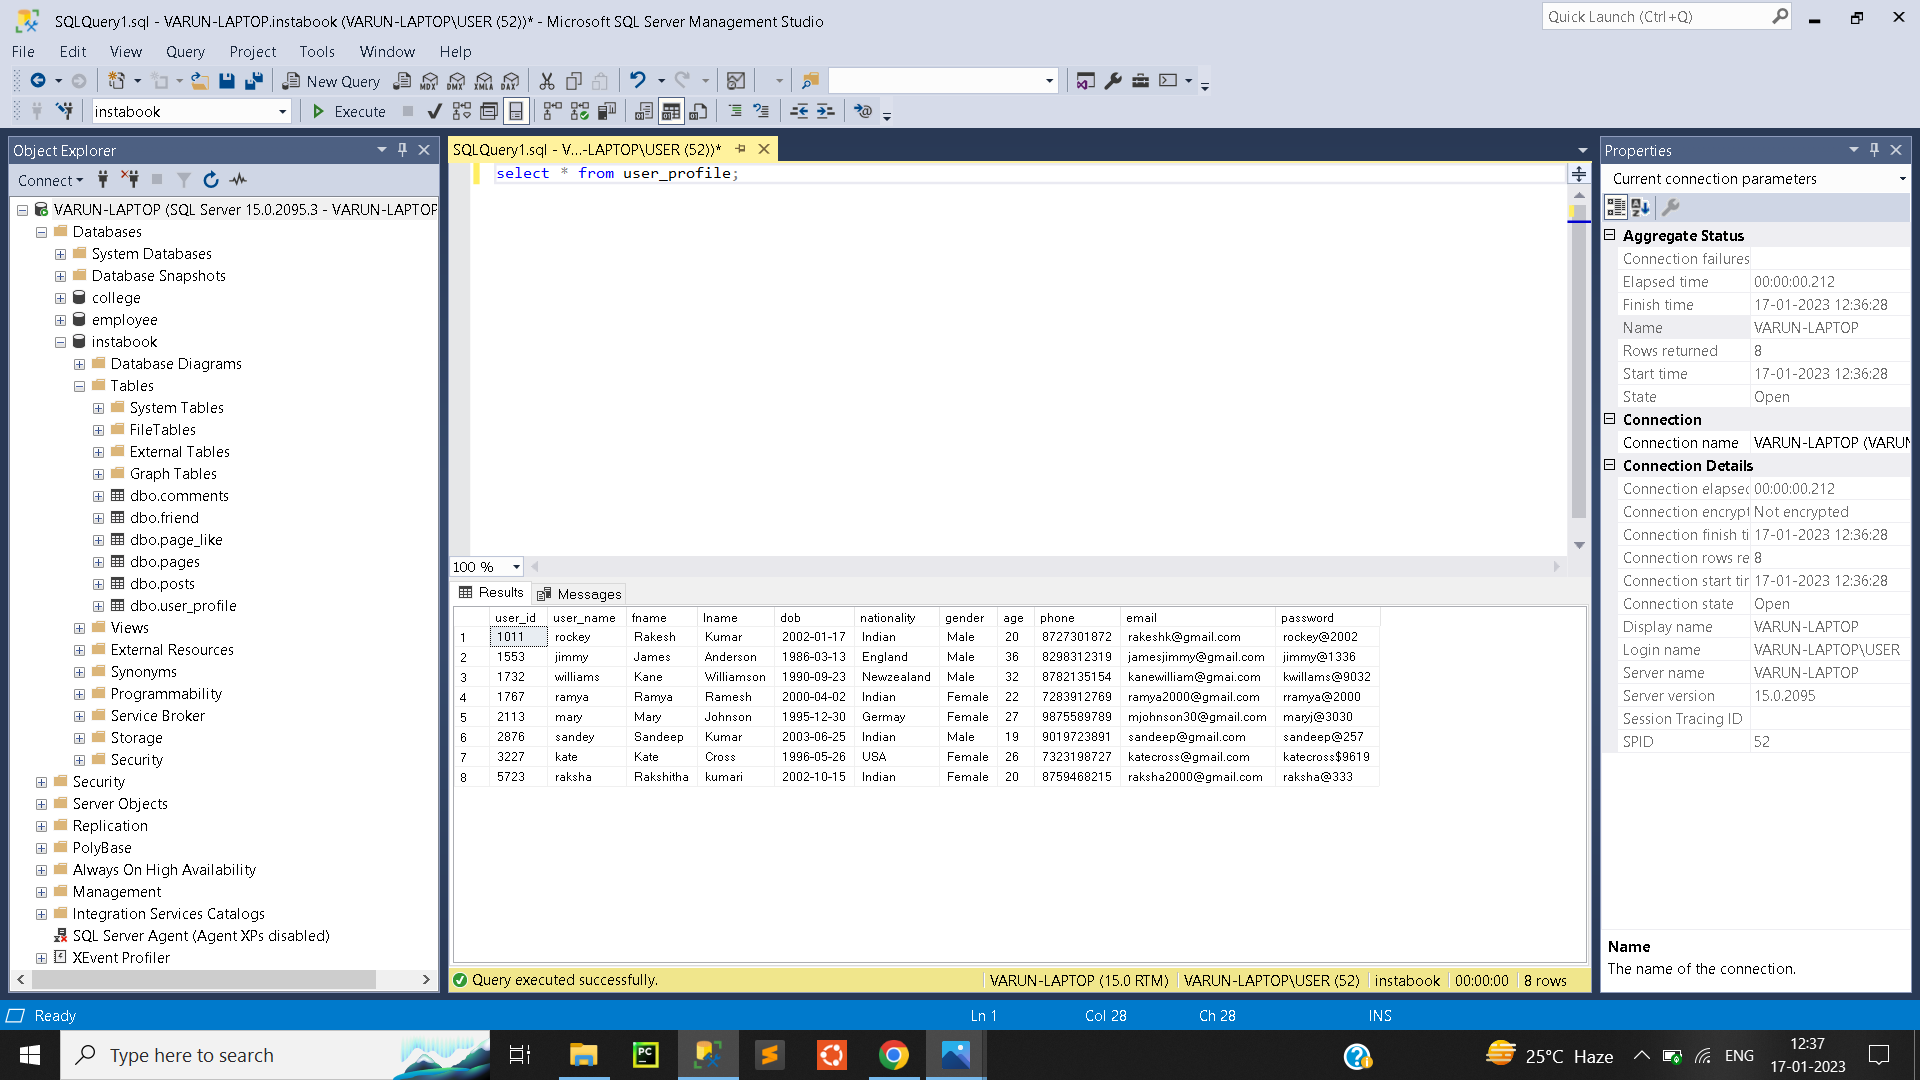 SQLQuery1.sql - VARUN-LAPTOP.instabook (VARUN-LAPTOP\USER (52))* - Microsoft SQL Server Management Studio
Quick Launch (Ctrl+Q)
File Edit View Query Project Tools Window Help
New Query MDX DMX XMLA DAX
instabook Execute
Object Explorer
Connect
VARUN-LAPTOP (SQL Server 15.0.2095.3 - VARUN-LAPTOP
Databases
System Databases
Database Snapshots
college
employee
instabook
Database Diagrams
Tables
System Tables
FileTables
External Tables
Graph Tables
dbo.comments
dbo.friend
dbo.page_like
dbo.pages
dbo.posts
dbo.user_profile
Views
External Resources
Synonyms
Programmability
Service Broker
Storage
Security
Security
Server Objects
Replication
PolyBase
Always On High Availability
Management
Integration Services Catalogs
SQL Server Agent (Agent XPs disabled)
XEvent Profiler
SQLQuery1.sql - V...-LAPTOP\USER (52))*
select * from user_profile;
100 %
Results Messages
user_id user_name fname lname dob nationality gender age phone email password
1 1011 rockey Rakesh Kumar 2002-01-17 Indian Male 20 8727301872 rakeshk@gmail.com rockey@2002
2 1553 jimmy James Anderson 1986-03-13 England Male 36 8298312319 jamesjimmy@gmail.com jimmy@1336
3 1732 williams Kane Williamson 1990-09-23 Newzealand Male 32 8782135154 kanewilliam@gmai.com kwillams@9032
4 1767 ramya Ramya Ramesh 2000-04-02 Indian Female 22 7283912769 ramya2000@gmail.com rramya@2000
5 2113 mary Mary Johnson 1995-12-30 Germay Female 27 9875589789 mjohnson30@gmail.com maryj@3030
6 2876 sandey Sandeep Kumar 2003-06-25 Indian Male 19 9019723891 sandeep@gmail.com sandeep@257
7 3227 kate Kate Cross 1996-05-26 USA Female 26 7323198727 katecross@gmail.com katecross$9619
8 5723 raksha Rakshitha kumari 2002-10-15 Indian Female 20 8759468215 raksha2000@gmail.com raksha@333
Query executed successfully. VARUN-LAPTOP (15.0 RTM) VARUN-LAPTOP\USER (52) instabook 00:00:00 8 rows
Properties
Current connection parameters
Aggregate Status
Connection failures
Elapsed time 00:00:00.212
Finish time 17-01-2023 12:36:28
Name VARUN-LAPTOP
Rows returned 8
Start time 17-01-2023 12:36:28
State Open
Connection
Connection name VARUN-LAPTOP (VARUN
Connection Details
Connection elapsec 00:00:00.212
Connection encrypt Not encrypted
Connection finish ti 17-01-2023 12:36:28
Connection rows re 8
Connection start tir 17-01-2023 12:36:28
Connection state Open
Display name VARUN-LAPTOP
Login name VARUN-LAPTOP\USER
Server name VARUN-LAPTOP
Server version 15.0.2095
Session Tracing ID
SPID 52
Name
The name of the connection.
Ready Ln 1 Col 28 Ch 28 INS
Type here to search
PC
25°C Haze
ENG
12:37
17-01-2023